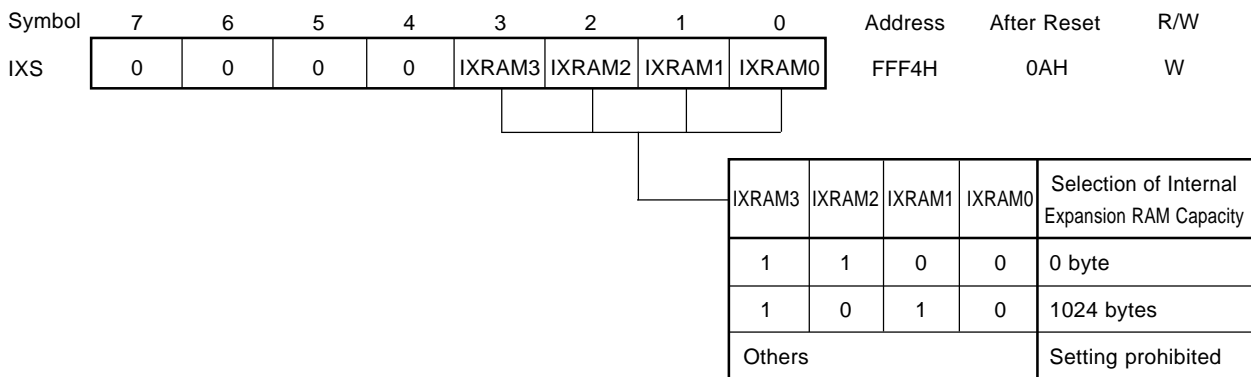 Symbol 7 6 5 4 3 2 1 0 Address After Reset R/W
IXS 0 0 0 0 IXRAM3 IXRAM2 IXRAM1 IXRAM0 FFF4H 0AH W
IXRAM3 IXRAM2 IXRAM1 IXRAM0 Selection of Internal
Expansion RAM Capacity
1 1 0 0 0 byte
1 0 1 0 1024 bytes
Others Setting prohibited